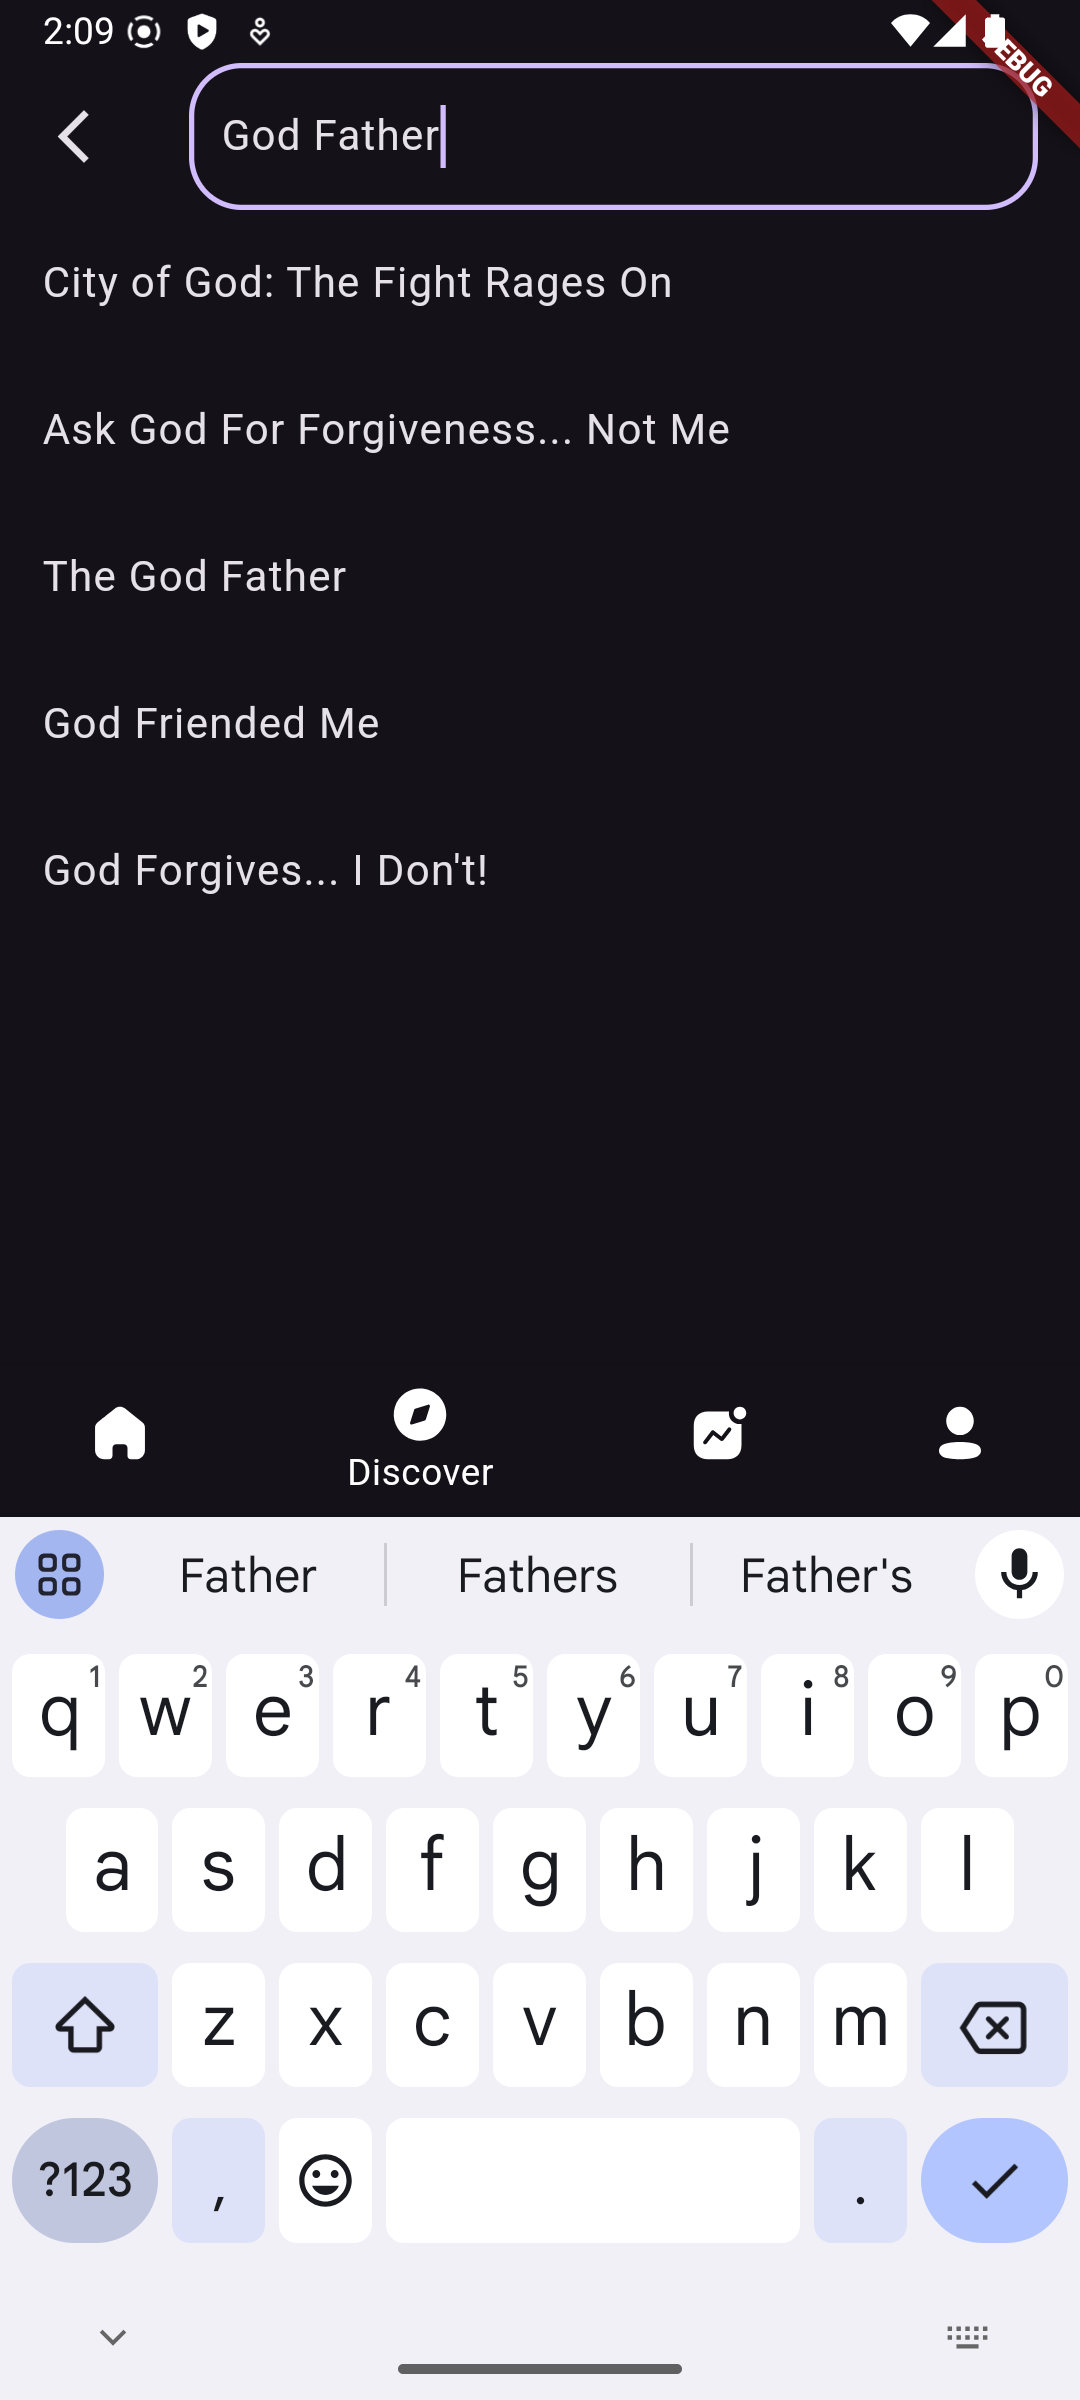 2:09
DEBUG
God Father
City of God: The Fight Rages On
Ask God For Forgiveness... Not Me
The God Father
God Friended Me
God Forgives... I Don't!
Discover
Father Fathers Father's
q 1 w 2 e 3 r 4 t 5 y 6 u 7 i 8 o 9 p 0
a s d f g h j k l
z x c v b n m
?123 , .